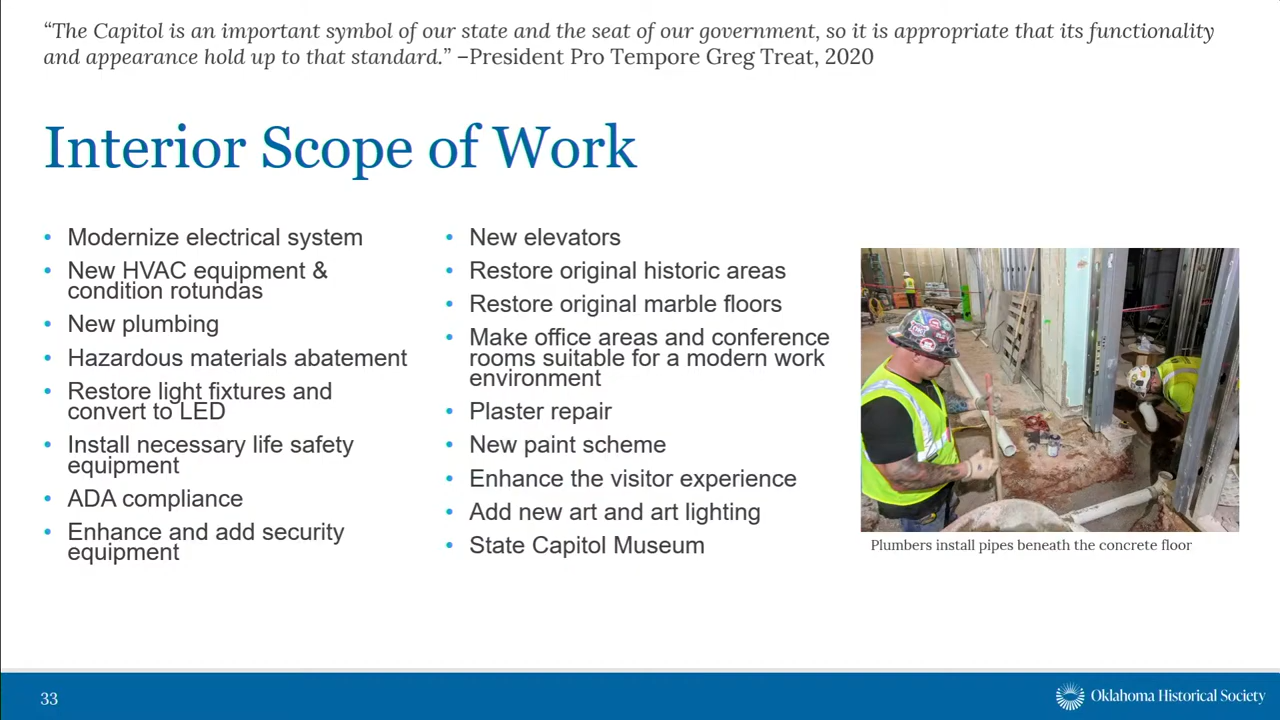 “The Capitol is an important symbol of our state and the seat of our government, so it is appropriate that its functionality
and appearance hold up to that standard.” –President Pro Tempore Greg Treat, 2020
Interior Scope of Work
• Modernize electrical system
• New HVAC equipment &
condition rotundas
• New plumbing
• Hazardous materials abatement
• Restore light fixtures and
convert to LED
• Install necessary life safety
equipment
• ADA compliance
• Enhance and add security
equipment
• New elevators
• Restore original historic areas
• Restore original marble floors
• Make office areas and conference
rooms suitable for a modern work
environment
• Plaster repair
• New paint scheme
• Enhance the visitor experience
• Add new art and art lighting
• State Capitol Museum
Plumbers install pipes beneath the concrete floor
33
Oklahoma Historical Society